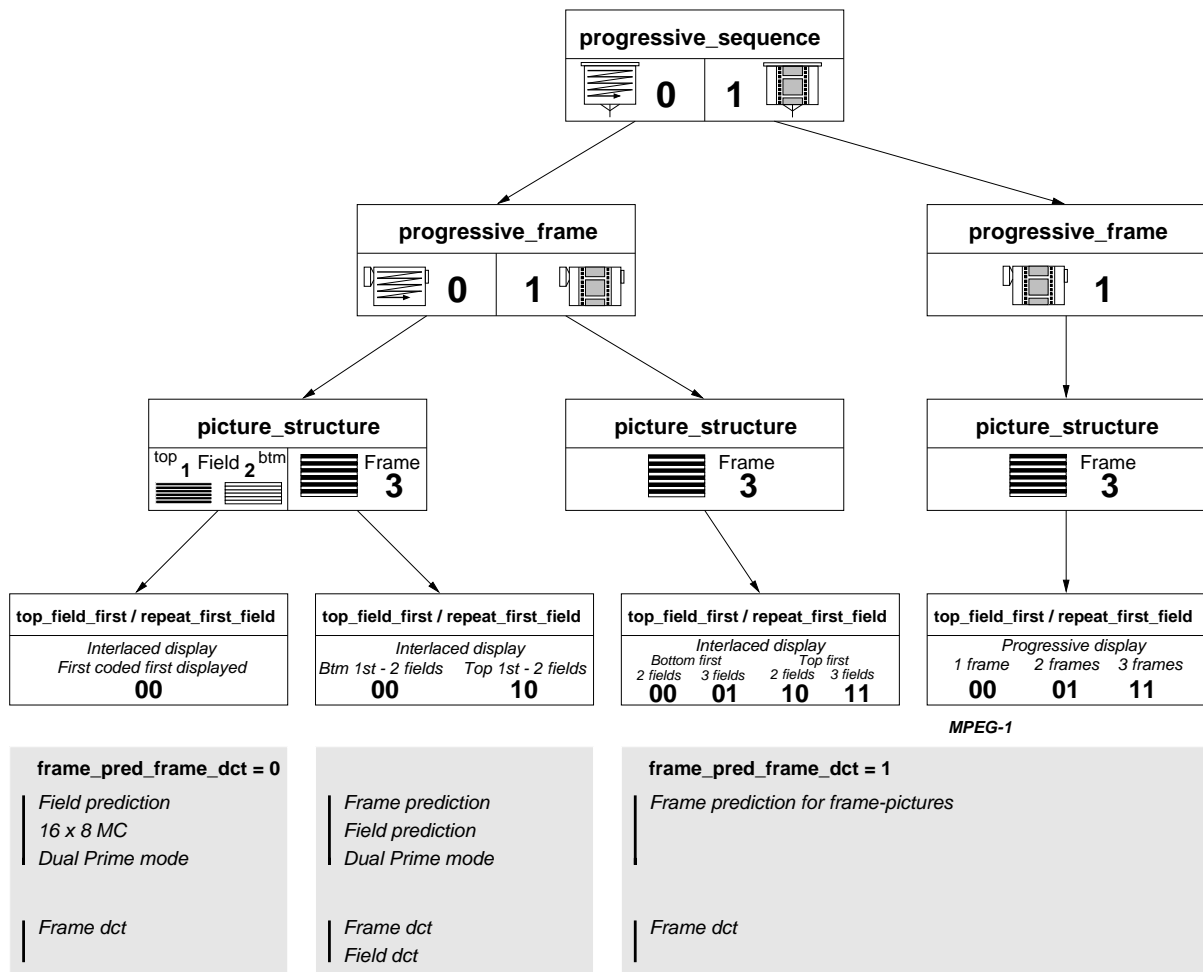 progressive_sequence
0 1
progressive_frame
0 1
progressive_frame
1
picture_structure
top 1 Field 2 btm
Frame
3
picture_structure
Frame
3
picture_structure
Frame
3
top_field_first / repeat_first_field
Interlaced display
First coded first displayed
00
top_field_first / repeat_first_field
Interlaced display
Btm 1st - 2 fields Top 1st - 2 fields
00 10
top_field_first / repeat_first_field
Interlaced display
Bottom first Top first
2 fields 3 fields 2 fields 3 fields
00 01 10 11
top_field_first / repeat_first_field
Progressive display
1 frame 2 frames 3 frames
00 01 11
MPEG-1
frame_pred_frame_dct = 0
Field prediction
16 x 8 MC
Dual Prime mode
Frame dct
Frame prediction
Field prediction
Dual Prime mode
Frame dct
Field dct
frame_pred_frame_dct = 1
Frame prediction for frame-pictures
Frame dct